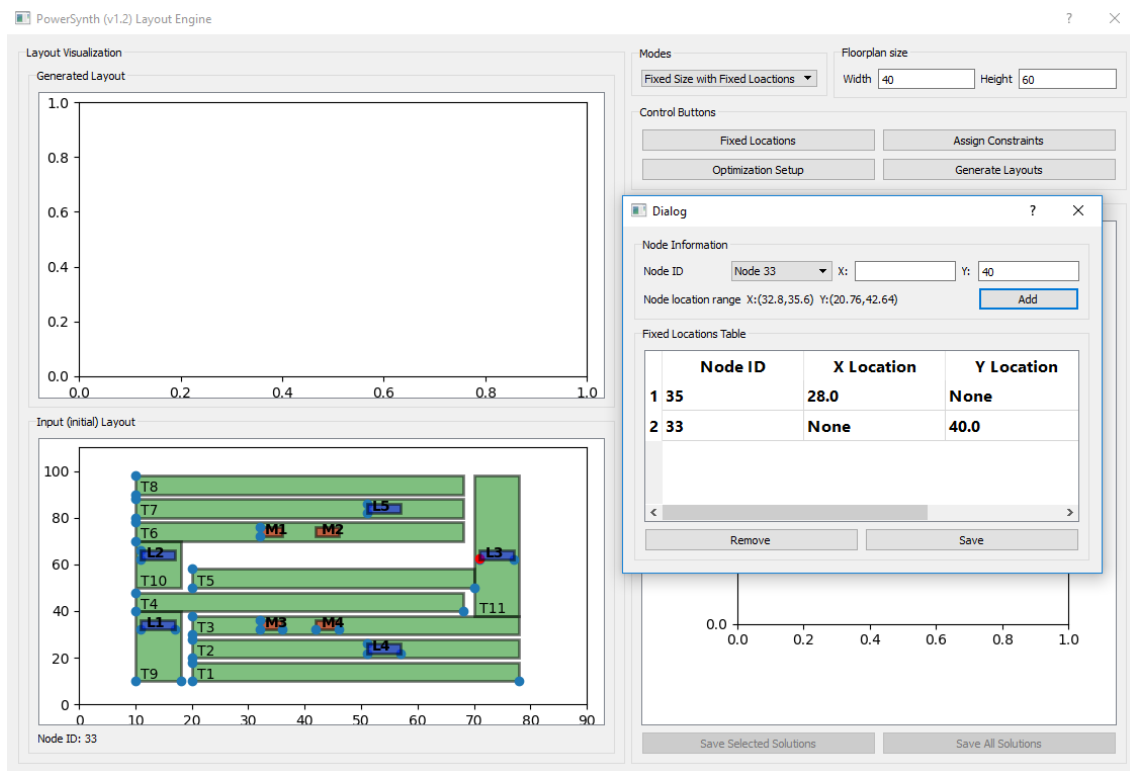 PowerSynth (v1.2) Layout Engine ?
Layout Visualization
Generated Layout
1.0
0.8
0.6
0.4
0.2
0.0
0.0 0.2 0.4 0.6 0.8 1.0
Input (initial) Layout
100
80
60
40
20
0
T8
T7 L5
T6 M1 M2
L2 L3
T10 T5
T4 T11
L1 T3 M3 M4
T2 L4
T9 T1
0 10 20 30 40 50 60 70 80 90
Node ID: 33
Modes
Fixed Size with Fixed Loactions
Floorplan size
Width 40 Height 60
Control Buttons
Fixed Locations Assign Constraints
Optimization Setup Generate Layouts
Dialog ?
Node Information
Node ID Node 33 X: Y: 40
Node location range X:(32.8,35.6) Y:(20.76,42.64) Add
Fixed Locations Table
Node ID X Location Y Location
1 35 28.0 None
2 33 None 40.0
Remove Save
0.0
0.0 0.2 0.4 0.6 0.8 1.0
Save Selected Solutions Save All Solutions